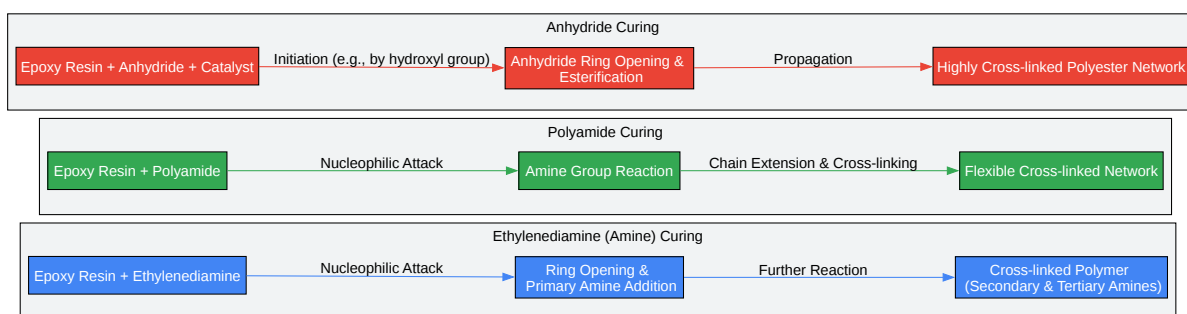 Anhydride Curing
Epoxy Resin + Anhydride + Catalyst
Initiation (e.g., by hydroxyl group)
Anhydride Ring Opening &
Esterification
Propagation
Highly Cross-linked Polyester Network
Polyamide Curing
Epoxy Resin + Polyamide
Nucleophilic Attack
Amine Group Reaction
Chain Extension & Cross-linking
Flexible Cross-linked Network
Ethylenediamine (Amine) Curing
Epoxy Resin + Ethylenediamine
Nucleophilic Attack
Ring Opening &
Primary Amine Addition
Further Reaction
Cross-linked Polymer
(Secondary & Tertiary Amines)